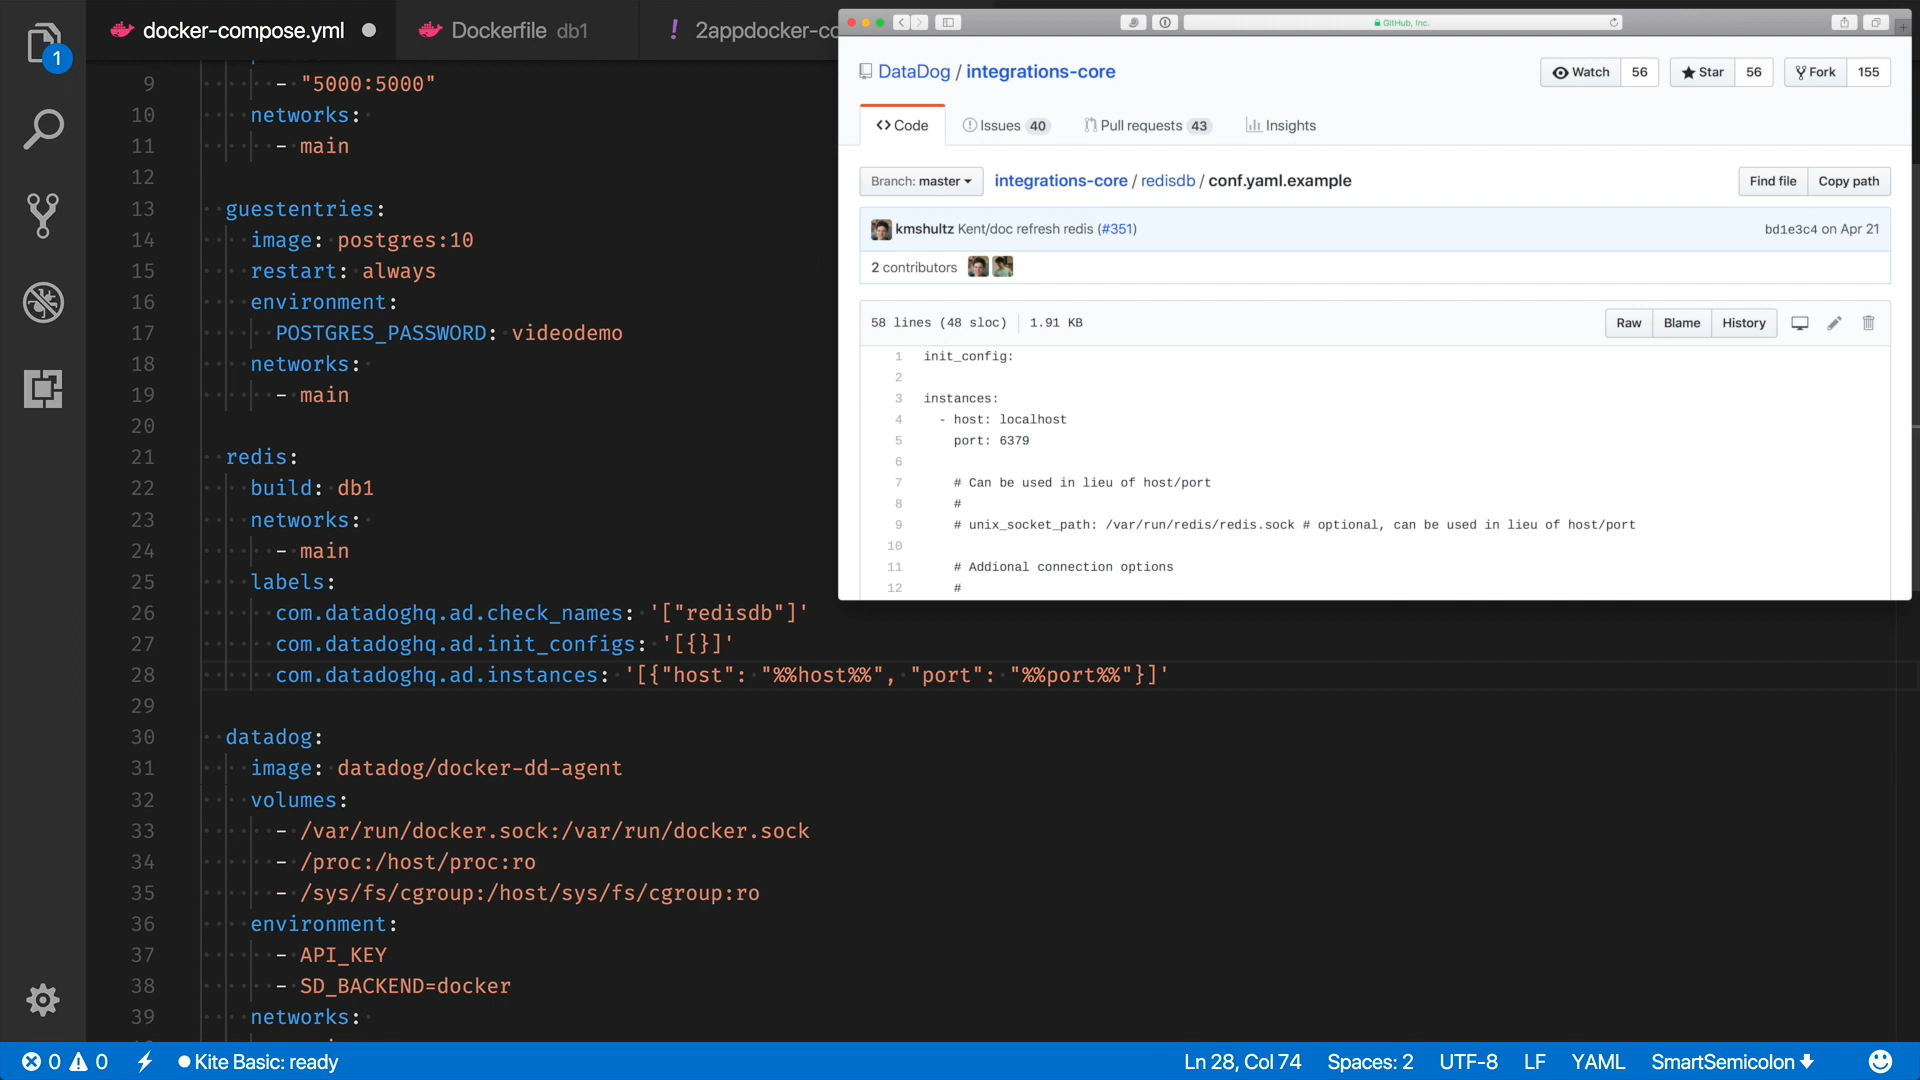 1
docker-compose.yml
Dockerfile db1
! 2appdocker-co
9 - "5000:5000"
10 networks:
11 - main
12
13 guestentries:
14 image: postgres:10
15 restart: always
16 environment:
17 POSTGRES_PASSWORD: videodemo
18 networks:
19 - main
20
21 redis:
22 build: db1
23 networks:
24 - main
25 labels:
26 com.datadoghq.ad.check_names: '["redisdb"]'
27 com.datadoghq.ad.init_configs: '[{}]'
28 com.datadoghq.ad.instances: '[{"host": "%%host%%", "port": "%%port%%"}]'
29
30 datadog:
31 image: datadog/docker-dd-agent
32 volumes:
33 - /var/run/docker.sock:/var/run/docker.sock
34 - /proc:/host/proc:ro
35 - /sys/fs/cgroup:/host/sys/fs/cgroup:ro
36 environment:
37 - API_KEY
38 - SD_BACKEND=docker
39 networks:
GitHub, Inc.
DataDog / integrations-core
Watch 56 Star 56 Fork 155
Code Issues 40 Pull requests 43 Insights
Branch: master integrations-core / redisdb / conf.yaml.example Find file Copy path
kmshultz Kent/doc refresh redis (#351) bd1e3c4 on Apr 21
2 contributors
58 lines (48 sloc) 1.91 KB Raw Blame History
1 init_config:
2
3 instances:
4 - host: localhost
5 port: 6379
6
7 # Can be used in lieu of host/port
8 #
9 # unix_socket_path: /var/run/redis/redis.sock # optional, can be used in lieu of host/port
10
11 # Addional connection options
12 #
0 0 Kite Basic: ready Ln 28, Col 74 Spaces: 2 UTF-8 LF YAML SmartSemicolon